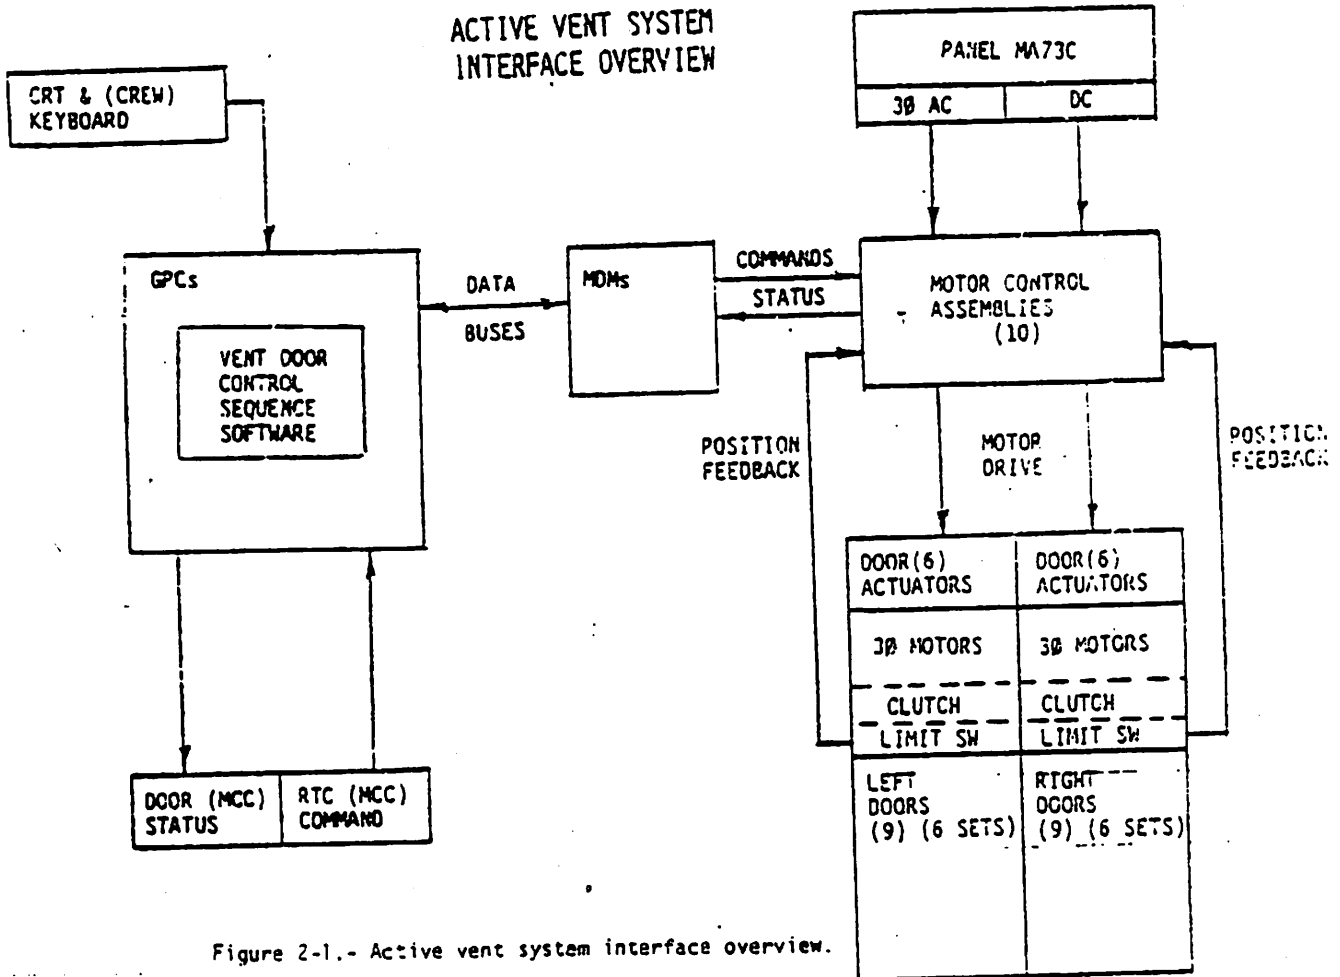 ACTIVE VENT SYSTEM
INTERFACE OVERVIEW
PANEL MA73C
3Ø AC
DC
CRT & (CREW)
KEYBOARD
GPCs
VENT DOOR
CONTROL
SEQUENCE
SOFTWARE
DATA
BUSES
MDMs
COMMANDS
STATUS
MOTOR CONTROL
ASSEMBLIES
(10)
POSITION
FEEDBACK
MOTOR
DRIVE
POSITION
FEEDBACK
DOOR(6)
ACTUATORS
DOOR(6)
ACTUATORS
3Ø MOTORS
3Ø MOTORS
CLUTCH
CLUTCH
LIMIT SW
LIMIT SW
LEFT
DOORS
(9) (6 SETS)
RIGHT
DOORS
(9) (6 SETS)
DOOR (MCC)
STATUS
RTC (MCC)
COMMAND
Figure 2-1.- Active vent system interface overview.